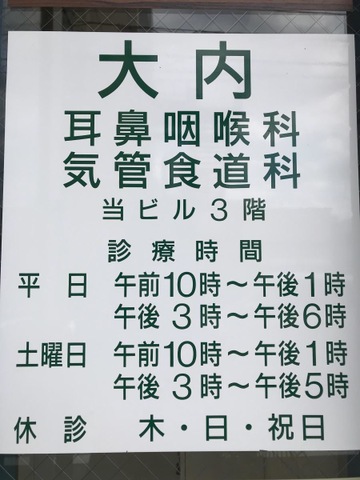 大内
耳鼻咽喉科
気管食道科
当ビル3階
診療時間
平日 午前10時～午後1時
午後3時～午後6時
土曜日 午前10時～午後1時
午後3時～午後5時
休診 木・日・祝日